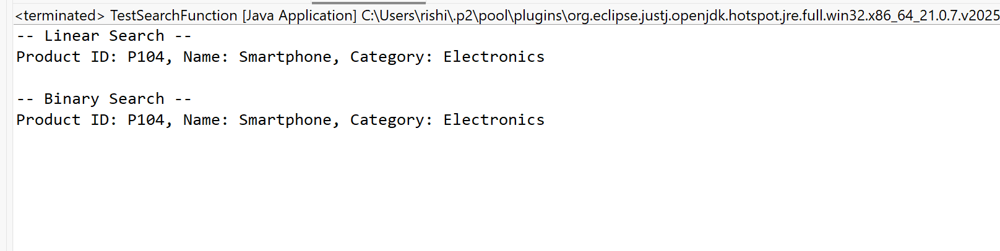 <terminated> TestSearchFunction [Java Application] C:\Users\rishi\.p2\pool\plugins\org.eclipse.justj.openjdk.hotspot.jre.full.win32.x86_64_21.0.7.v2025
-- Linear Search --
Product ID: P104, Name: Smartphone, Category: Electronics
-- Binary Search --
Product ID: P104, Name: Smartphone, Category: Electronics